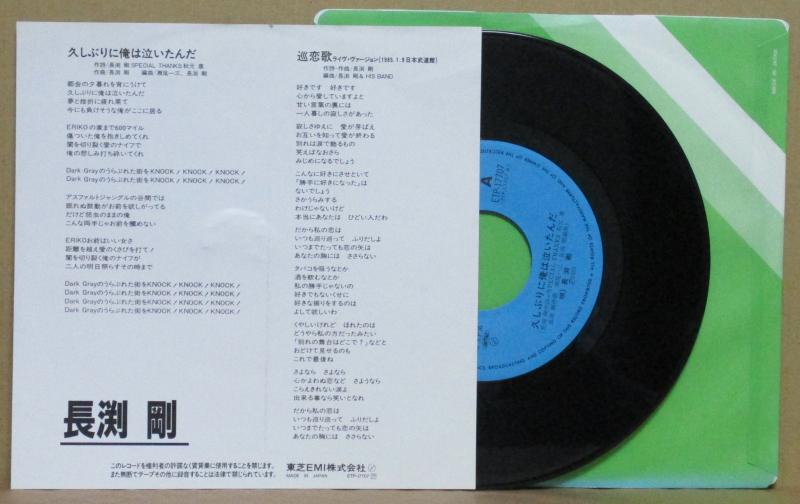 久しぶりに俺は泣いたんだ
作詩/長渕 剛 SPECIAL THANKS 秋元 康
作曲/長渕 剛 編曲/瀬尾一三、長渕 剛
都会の夕暮れを背にうけて
久しぶりに俺は泣いたんだ
夢と挫折に疲れ果て
今にも負けそうな俺がここに居る
ERIKOの家まで600マイル
傷ついた俺を抱きしめてくれ
闇を切り裂く愛のナイフで
俺の悲しみ打ち砕いてくれ
Dark Grayのうらぶれた街をKNOCK! KNOCK! KNOCK!
Dark Grayのうらぶれた街をKNOCK! KNOCK! KNOCK!
アスファルトジャングルの谷間では
眠れぬ鼓動がお前を欲しがってる
だけど弱虫のままの俺
こんな両手じゃお前を摑めない
ERIKOお前はいい女さ
距離を越え愛のくさびを打て!
闇を切り裂く俺のナイフが
二人の明日祭らすその時まで
Dark Grayのうらぶれた街をKNOCK! KNOCK! KNOCK!
Dark Grayのうらぶれた街をKNOCK! KNOCK! KNOCK!
Dark Grayのうらぶれた街をKNOCK! KNOCK! KNOCK!
Dark Grayのうらぶれた街をKNOCK! KNOCK! KNOCK!
長渕 剛
巡恋歌 ライヴ・ヴァージョン(1985.1.9日本武道館)
作詩・作曲/長渕 剛
編曲/長渕 剛& HIS BAND
好きです 好きです
心から愛していますよと
甘い言葉の裏には
一人暮しの寂しさがあった
寂しさゆえに 愛が芽ばえ
お互いを知って愛が終わる
別れは涙で飾るもの
笑えばなおさら
みじめになるでしょう
こんなに好きにさせといて
「勝手に好きになった」は
ないでしょう
さかうらみする
わけじゃないけど
本当にあなたは ひどい人だわ
だから私の恋は
いつも巡り巡って ふりだしよ
いつまでたっても恋の矢は
あなたの胸には ささらない
タバコを吸うなとか
酒を飲むなとか
私の勝手じゃないの
好きでもないくせに
好きな振りをするのは
よして欲しいわ
くやしいけれど ほれたのは
どうやら私の方だったみたい
「別れの舞台はどこで?」などと
おどけて見せるのも
これで最後ね
さよなら さよなら
心かよわぬ恋など さようなら
こらえきれない涙よ
出来る事なら笑いとなれ
だから私の恋は
いつも巡り巡って ふりだしよ
いつまでたっても恋の矢は
あなたの胸には ささらない
このレコードを権利者の許諾なく賃貸業に使用することを禁じます。
また無断でテープその他に録音することは法律で禁じられています。
東芝EMI株式会社
MADE IN JAPAN
ETP-17707
A
ETP-17707
久しぶりに俺は泣いたんだ
MADE IN JAPAN